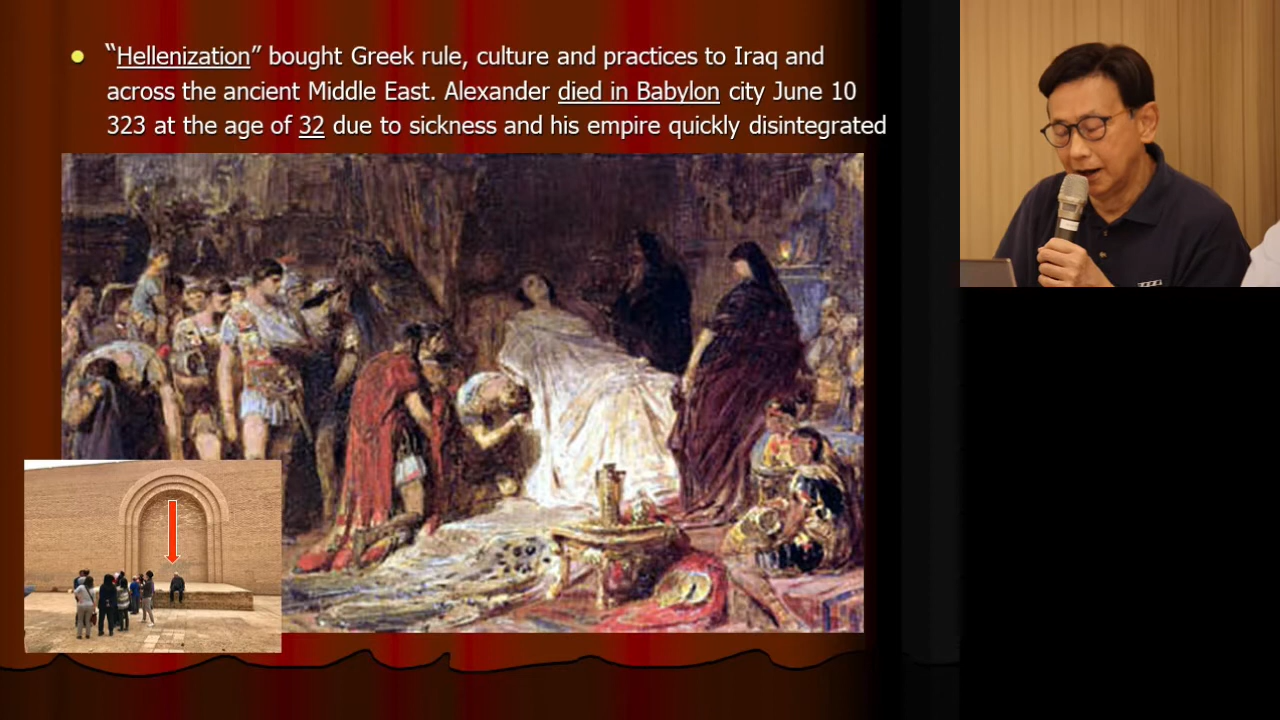 “Hellenization” bought Greek rule, culture and practices to Iraq and
across the ancient Middle East. Alexander died in Babylon city June 10
323 at the age of 32 due to sickness and his empire quickly disintegrated